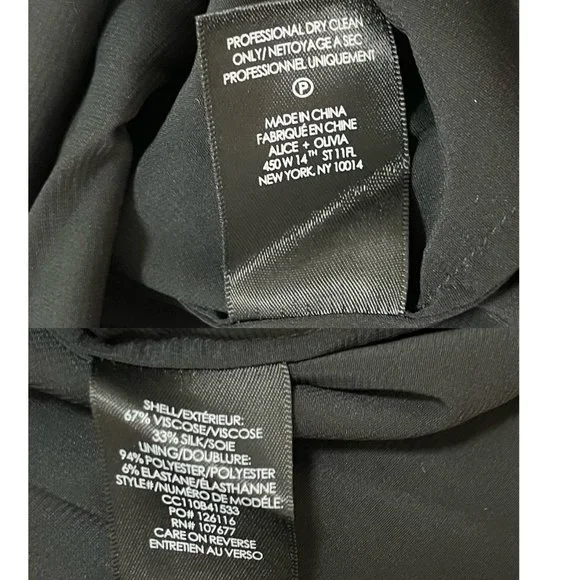 PROFESSIONAL DRY CLEAN
ONLY/ NETTOYAGE A SEC
PROFESSIONNEL UNIQUEMENT
P
MADE IN CHINA
FABRIQUÉ EN CHINE
ALICE + OLIVIA
450 W 14TH ST 11FL
NEW YORK, NY 10014
SHELL/EXTÉRIEUR:
67% VISCOSE/VISCOSE
33% SILK/SOIE
LINING/DOUBLURE:
94% POLYESTER/POLYESTER
6% ELASTANE/ÉLASTHANNE
STYLE#/NUMÉRO DE MODÈLE:
CC110B41533
PO# 126116
RN# 107677
CARE ON REVERSE
ENTRETIEN AU VERSO